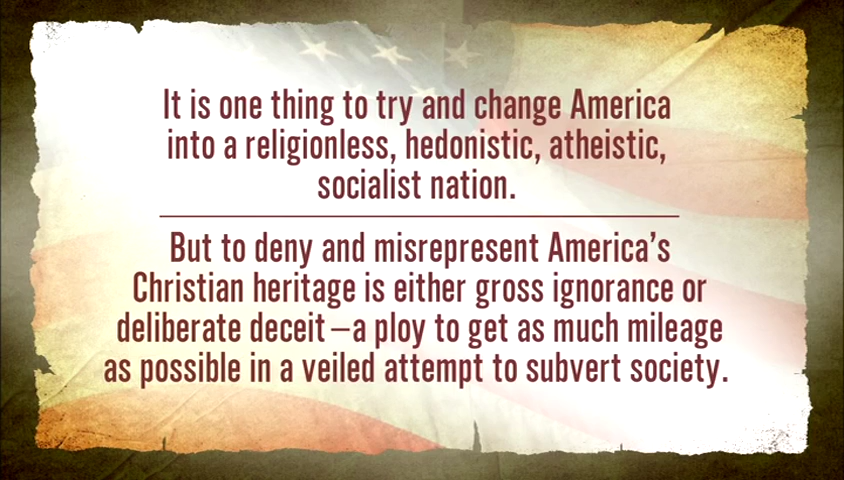 It is one thing to try and change America
into a religionless, hedonistic, atheistic,
socialist nation.
But to deny and misrepresent America's
Christian heritage is either gross ignorance or
deliberate deceit—a ploy to get as much mileage
as possible in a veiled attempt to subvert society.